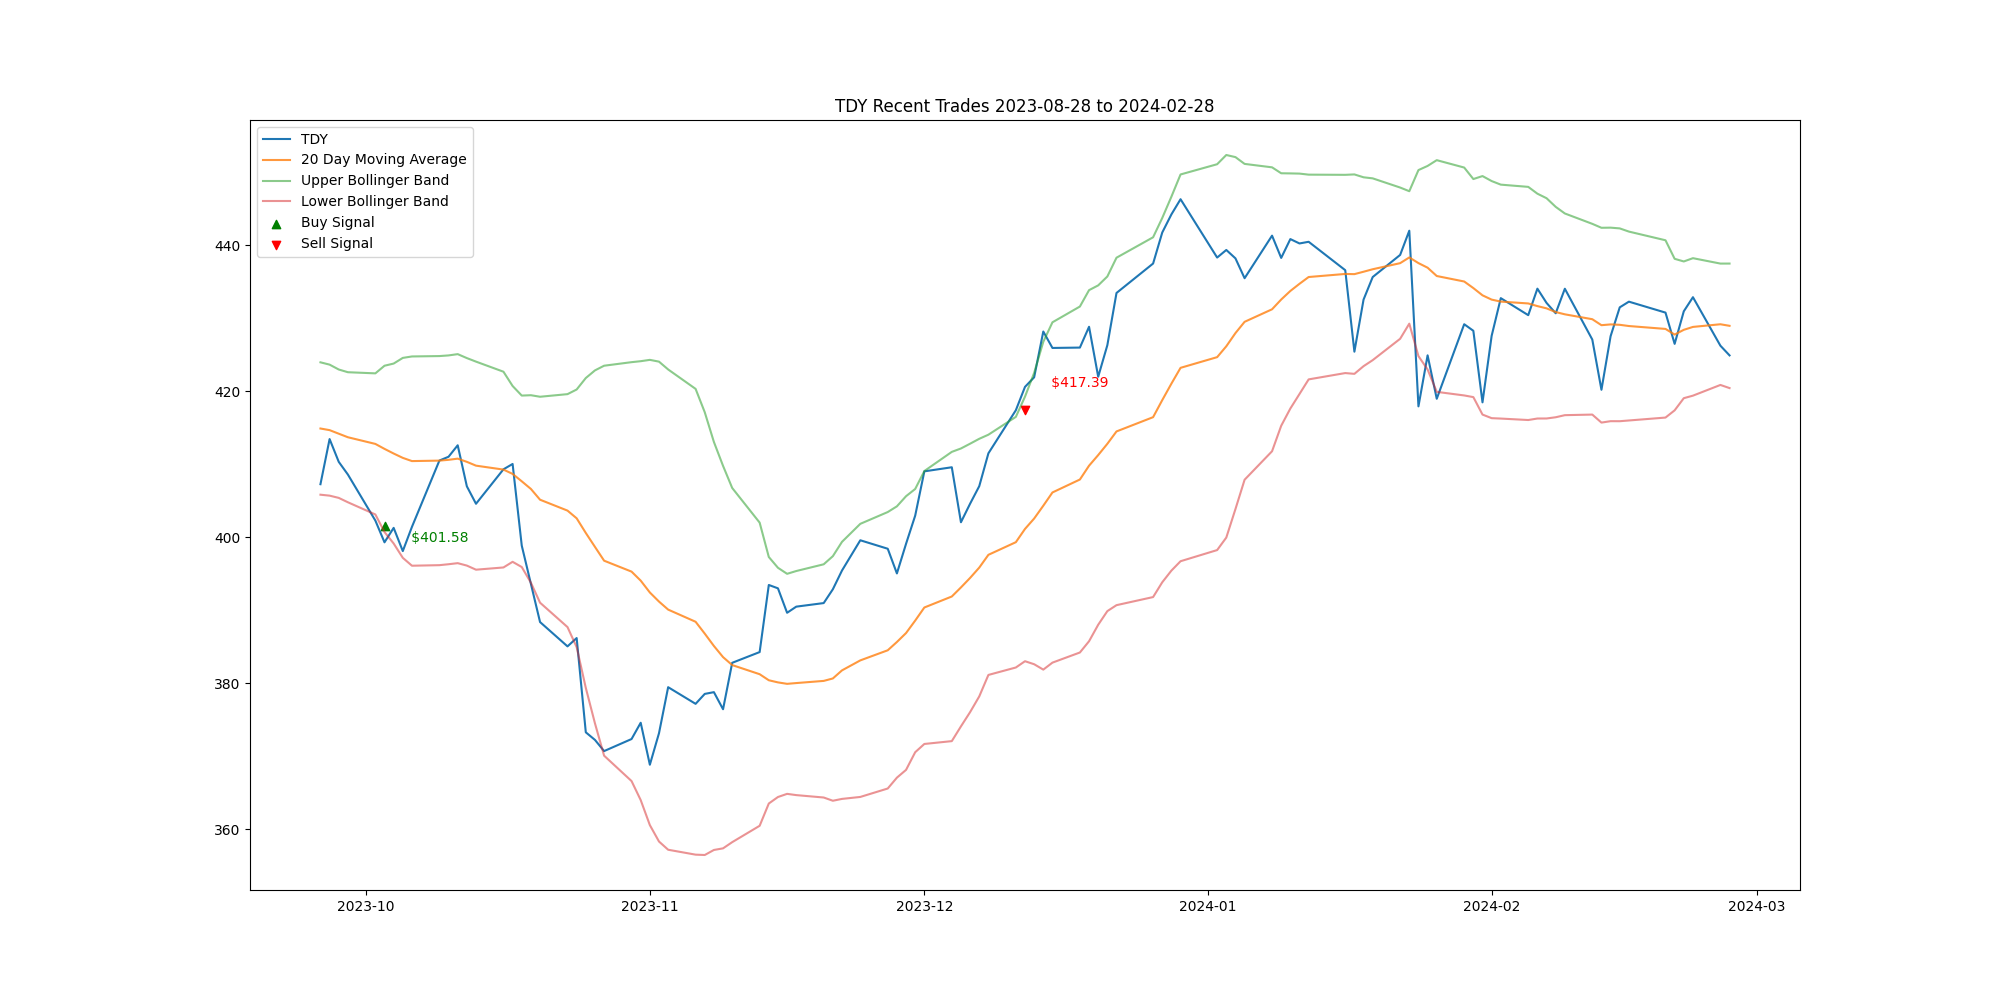 TDY Recent Trades 2023-08-28 to 2024-02-28
TDY
20 Day Moving Average
Upper Bollinger Band
Lower Bollinger Band
Buy Signal
Sell Signal
440
420
400
380
360
$417.39
$401.58
2023-10
2023-11
2023-12
2024-01
2024-02
2024-03